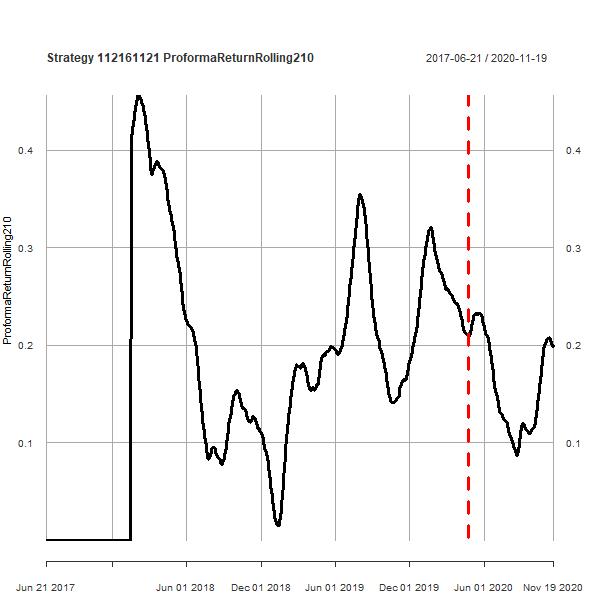 Strategy 112161121 ProformaReturnRolling210
2017-06-21 / 2020-11-19
ProformaReturnRolling210
0.4
0.4
0.3
0.3
0.2
0.2
0.1
0.1
Jun 21 2017
Jun 01 2018
Dec 01 2018
Jun 01 2019
Dec 01 2019
Jun 01 2020
Nov 19 2020